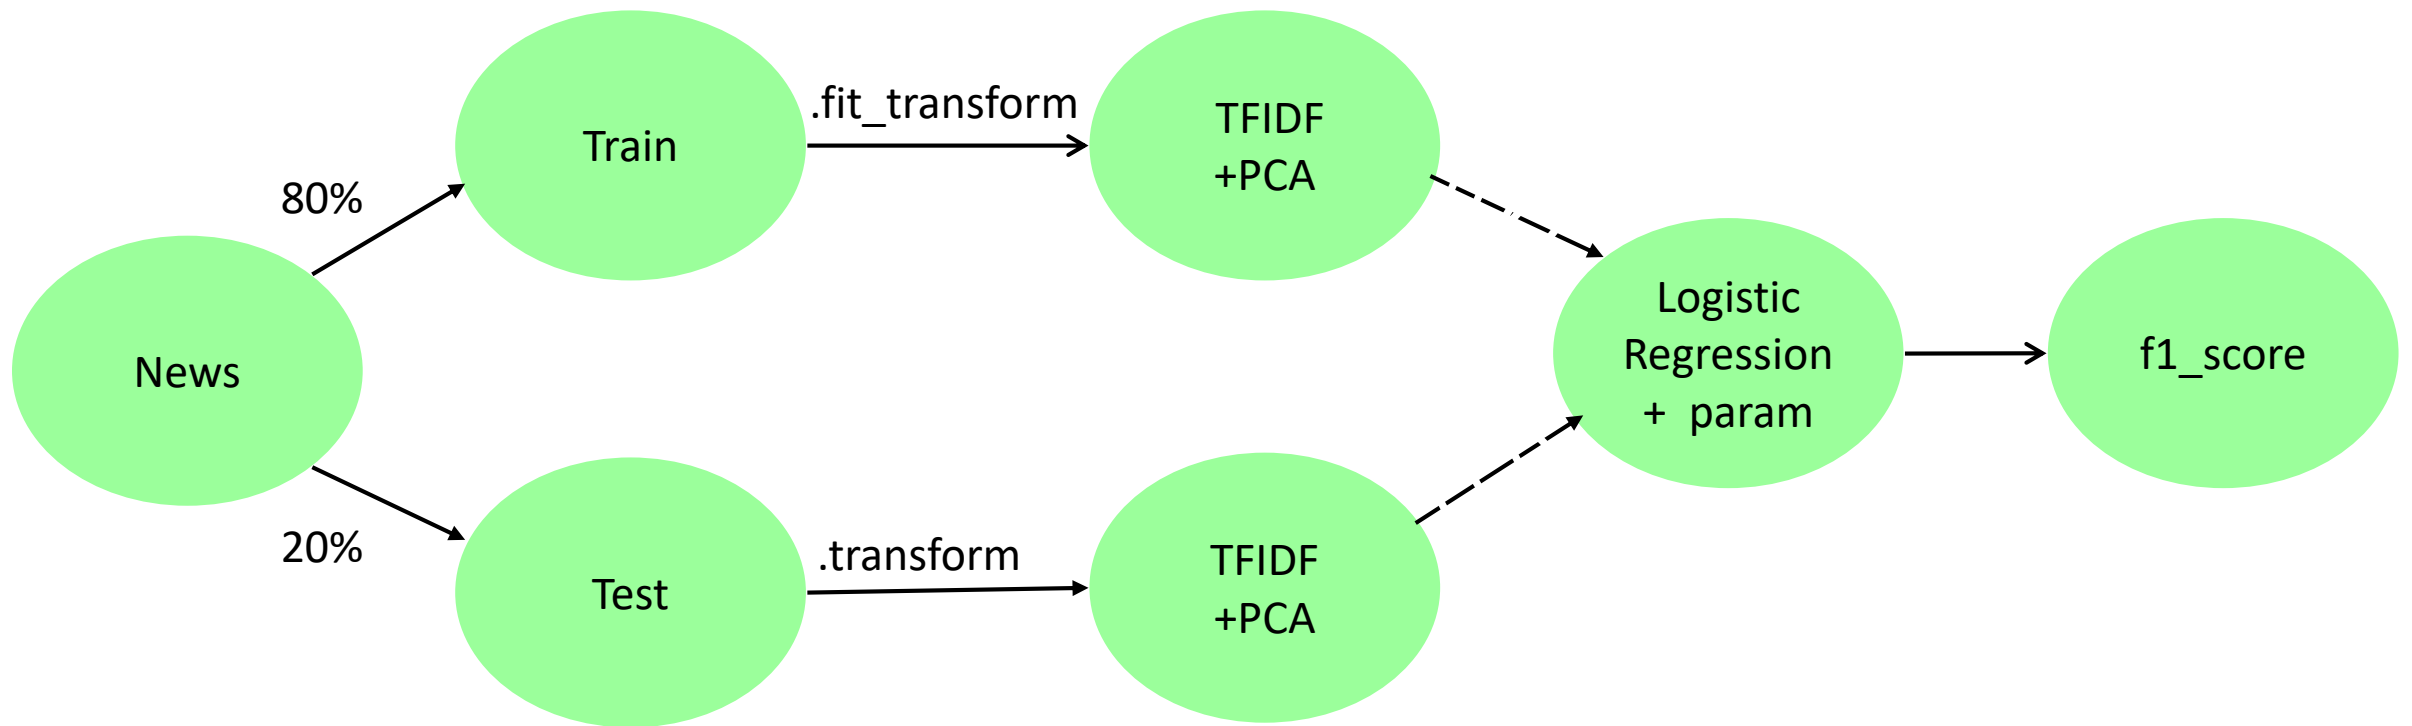 News
80%
20%
Train
Test
.fit_transform
.transform
TFIDF
+PCA
TFIDF
+PCA
Logistic
Regression
+  param
f1_score